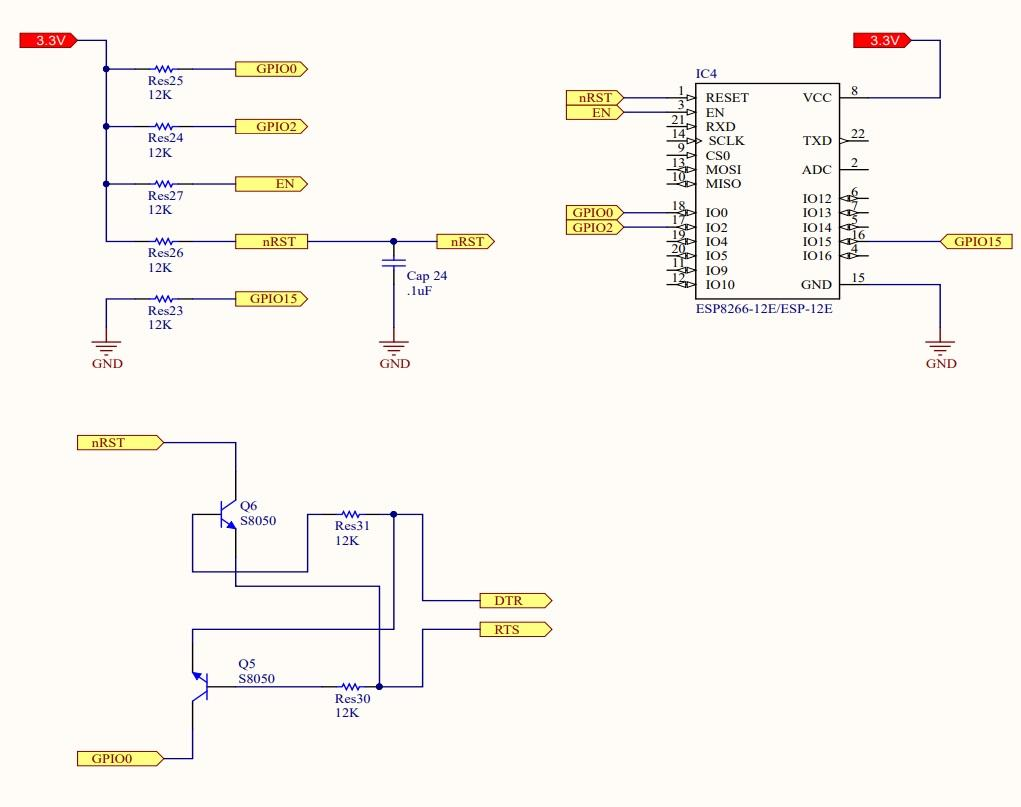 3.3V
GPIO0
Res25
12K
GPIO2
Res24
12K
EN
Res27
12K
nRST
nRST
Res26
12K
Cap 24
.1uF
GPIO15
Res23
12K
GND
GND
3.3V
IC4
nRST 1 RESET VCC 8
EN 3 EN
21 RXD
14 SCLK TXD 22
9 CS0
13 MOSI ADC 2
10 MISO
IO12 6
GPIO0 18 IO0 IO13 7
GPIO2 17 IO2 IO14 5
19 IO4 IO15 16 GPIO15
20 IO5 IO16 4
11 IO9
12 IO10 GND 15
ESP8266-12E/ESP-12E
GND
nRST
Q6
S8050
Res31
12K
DTR
RTS
Q5
S8050
Res30
12K
GPIO0